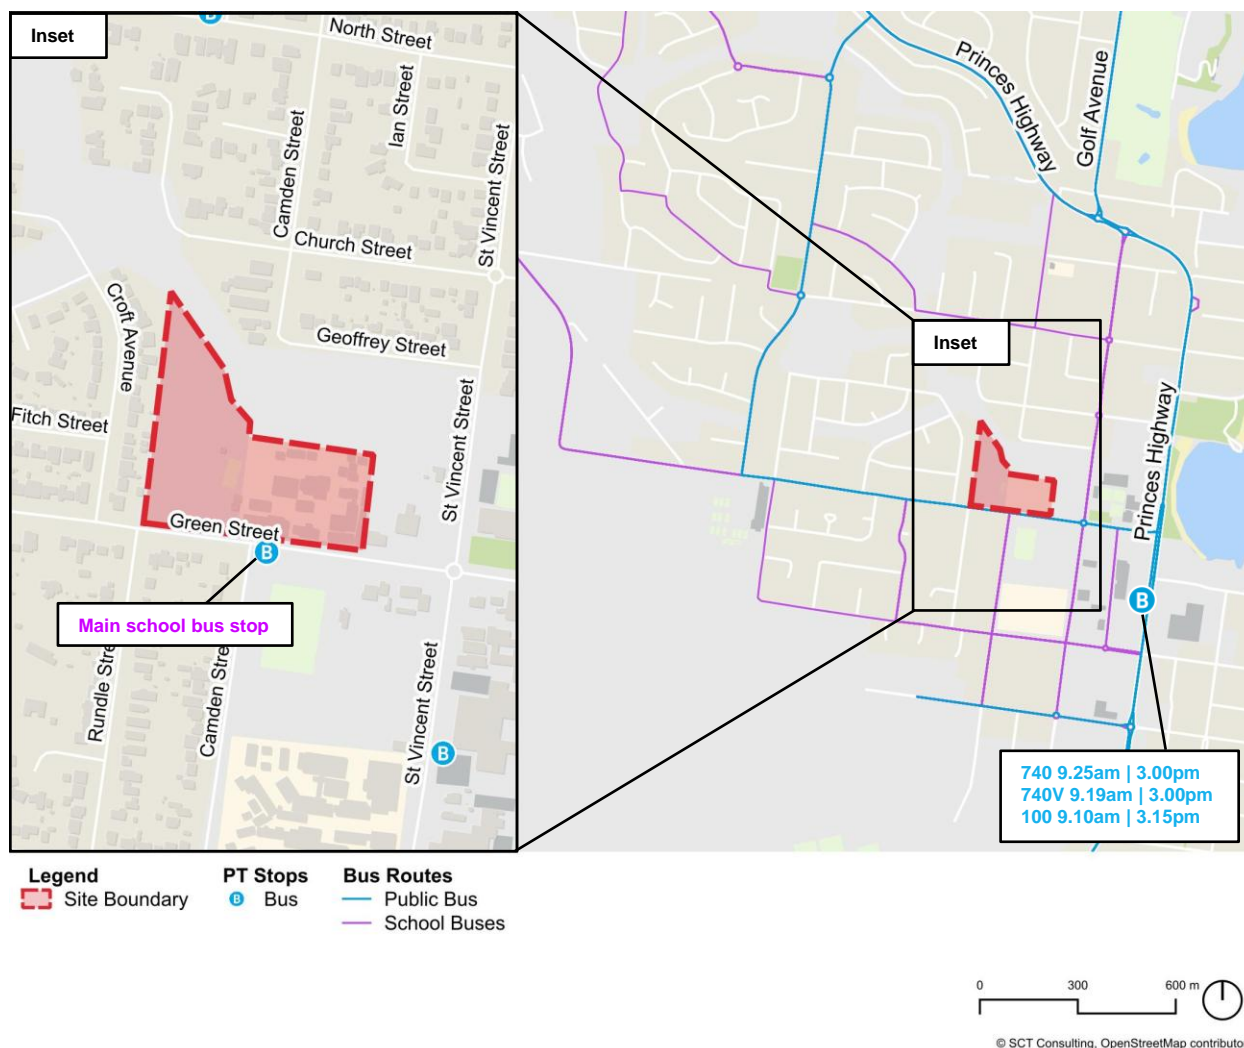 Inset
North Street
Ian Street
Camden Street
St Vincent Street
Church Street
Croft Avenue
Geoffrey Street
Fitch Street
St Vincent Street
Green Street
B
Main school bus stop
Rundle Stre
Camden Stre
St Vincent Street
B
Princes Highway
Golf Avenue
Inset
Princes Highway
B
740 9.25am | 3.00pm
740V 9.19am | 3.00pm
100 9.10am | 3.15pm
Legend
Site Boundary
PT Stops
B Bus
Bus Routes
Public Bus
School Buses
0 300 600 m
© SCT Consulting, OpenStreetMap contributo